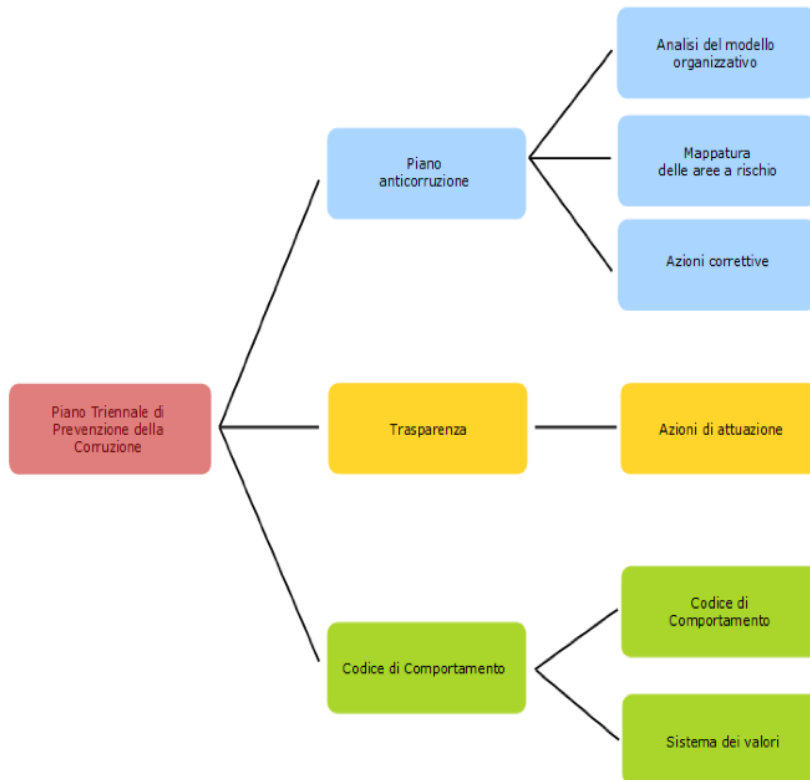 Analisi del modello
organizzativo
Piano
anticorruzione
Mappatura
delle aree a rischio
Azioni correttive
Piano Triennale di
Prevenzione della
Corruzione
Trasparenza
Azioni di attuazione
Codice di Comportamento
Codice di
Comportamento
Sistema dei valori